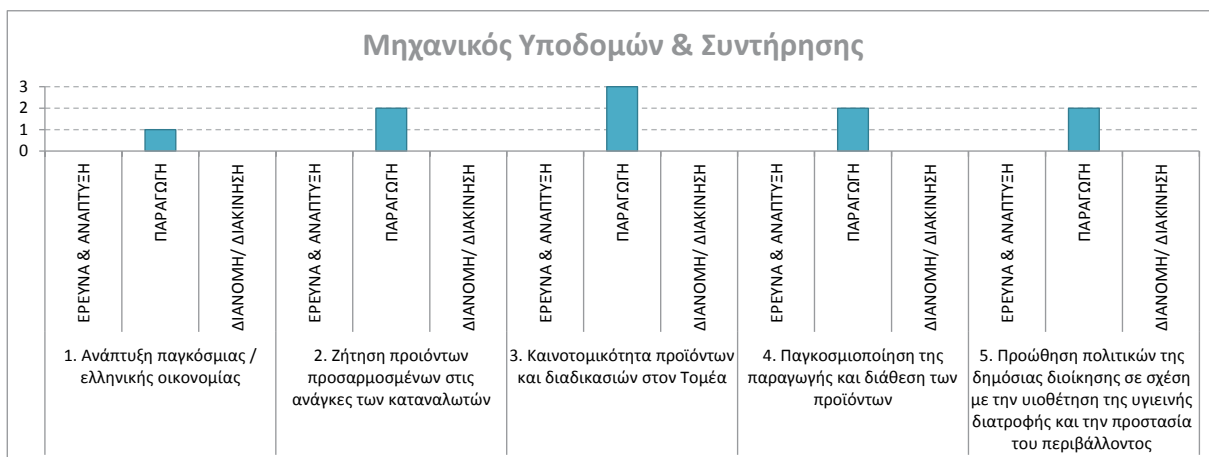 Μηχανικός Υποδομών & Συντήρησης
3
2
1
0
ΕΡΕΥΝΑ & ΑΝΑΠΤΥΞΗ
ΠΑΡΑΓΩΓΗ
ΔΙΑΝΟΜΗ/ ΔΙΑΚΙΝΗΣΗ
ΕΡΕΥΝΑ & ΑΝΑΠΤΥΞΗ
ΠΑΡΑΓΩΓΗ
ΔΙΑΝΟΜΗ/ ΔΙΑΚΙΝΗΣΗ
ΕΡΕΥΝΑ & ΑΝΑΠΤΥΞΗ
ΠΑΡΑΓΩΓΗ
ΔΙΑΝΟΜΗ/ ΔΙΑΚΙΝΗΣΗ
ΕΡΕΥΝΑ & ΑΝΑΠΤΥΞΗ
ΠΑΡΑΓΩΓΗ
ΔΙΑΝΟΜΗ/ ΔΙΑΚΙΝΗΣΗ
ΕΡΕΥΝΑ & ΑΝΑΠΤΥΞΗ
ΠΑΡΑΓΩΓΗ
ΔΙΑΝΟΜΗ/ ΔΙΑΚΙΝΗΣΗ
1. Ανάπτυξη παγκόσμιας /
ελληνικής οικονομίας
2. Ζήτηση προιόντων
προσαρμοσμένων στις
ανάγκες των καταναλωτών
3. Καινοτομικότητα προϊόντων
και διαδικασιών στον Τομέα
4. Παγκοσμιοποίηση της
παραγωγής και διάθεση των
προϊόντων
5. Προώθηση πολιτικών της
δημόσιας διοίκησης σε σχέση
με την υιοθέτηση της υγιεινής
διατροφής και την προστασία
του περιβάλλοντος